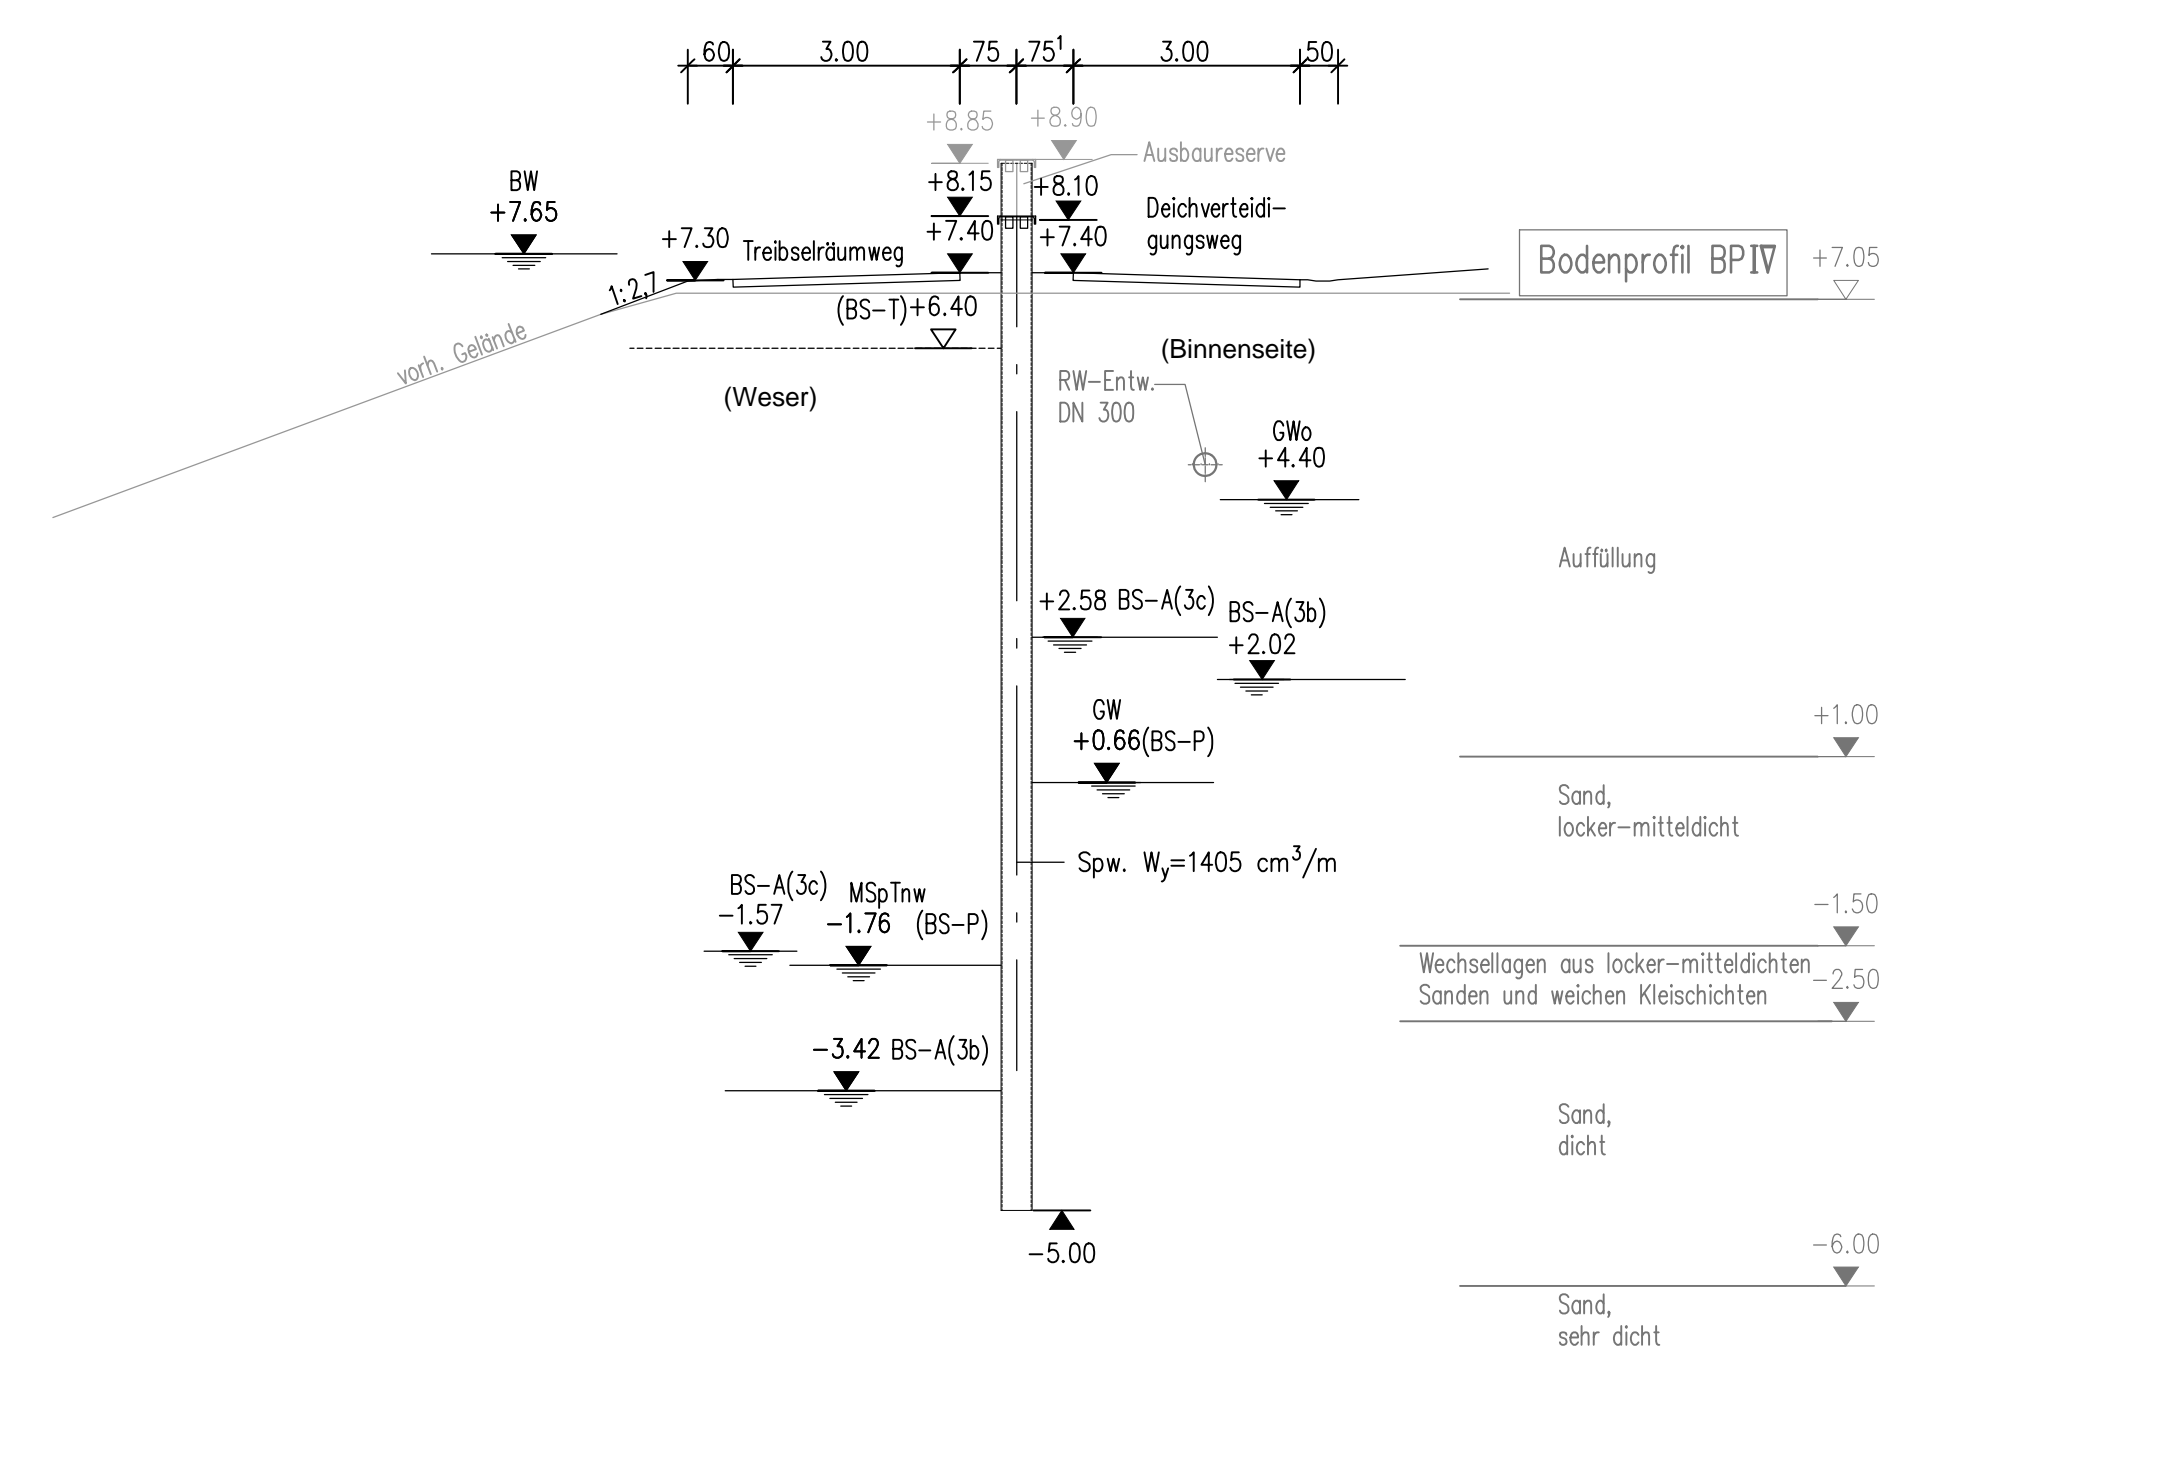 60 3.00 75 75¹ 3.00 50
+8.85 +8.90
Ausbaureserve
BW
+7.65
+8.15 +8.10
Deichverteidi-
gungsweg
+7.30 Treibselräumweg +7.40 +7.40
Bodenprofil BP IV +7.05
1:2,7
(BS-T) +6.40
vorh. Gelände
(Binnenseite)
(Weser)
RW-Entw.
DN 300
GWo
+4.40
Auffüllung
+2.58 BS-A(3c)
BS-A(3b)
+2.02
GW
+0.66(BS-P)
+1.00
Sand,
locker-mitteldicht
Spw. Wy=1405 cm³/m
BS-A(3c)
-1.57
MSpTnw
-1.76 (BS-P)
-1.50
Wechsellagen aus locker-mitteldichten
Sanden und weichen Kleischichten
-2.50
-3.42 BS-A(3b)
Sand,
dicht
-5.00
-6.00
Sand,
sehr dicht